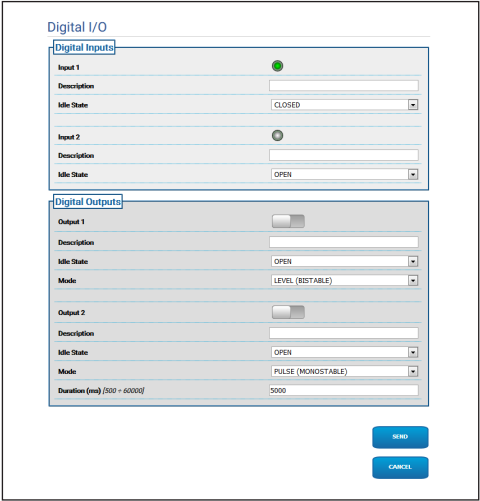 Digital I/O
Digital Inputs
Input 1
Description
Idle State CLOSED
Input 2
Description
Idle State OPEN
Digital Outputs
Output 1
Description
Idle State OPEN
Mode LEVEL (BISTABLE)
Output 2
Description
Idle State OPEN
Mode PULSE (MONOSTABLE)
Duration (ms) [500 ÷ 60000] 5000
SEND
CANCEL